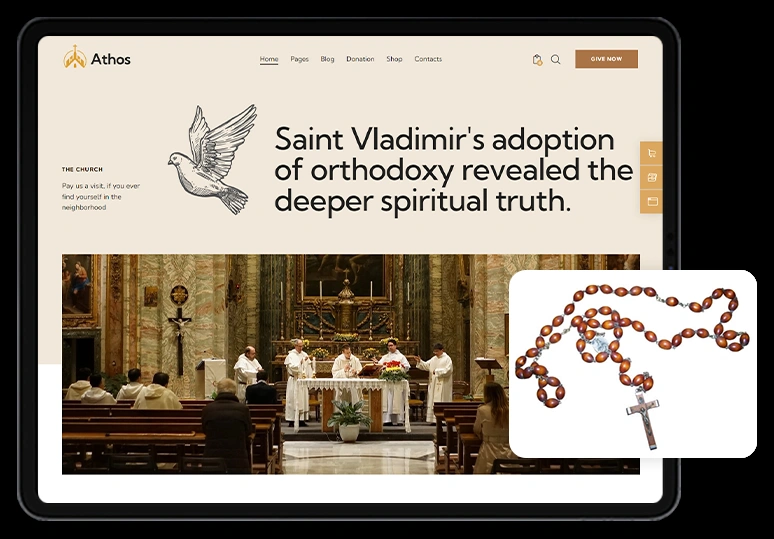 Athos
Home Pages Blog Donation Shop Contacts
GIVE NOW
Saint Vladimir's adoption
of orthodoxy revealed the
deeper spiritual truth.
THE CHURCH
Pay us a visit, if you ever
find yourself in the
neighborhood